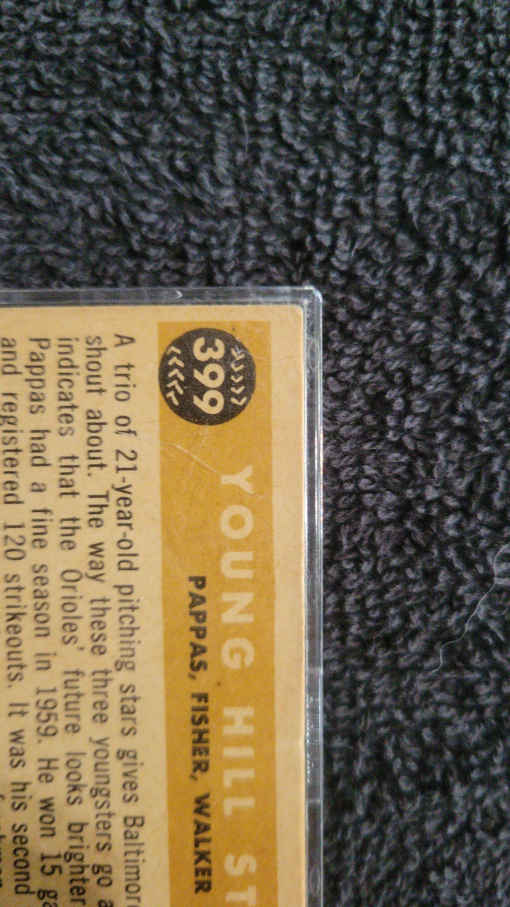 399
YOUNG HILL ST
PAPPAS, FISHER, WALKER
A trio of 21-year-old pitching stars gives Baltimore
shout about. The way these three youngsters go a
indicates that the Orioles' future looks brighter
Pappas had a fine season in 1959. He won 15 ga
and registered 120 strikeouts. It was his second